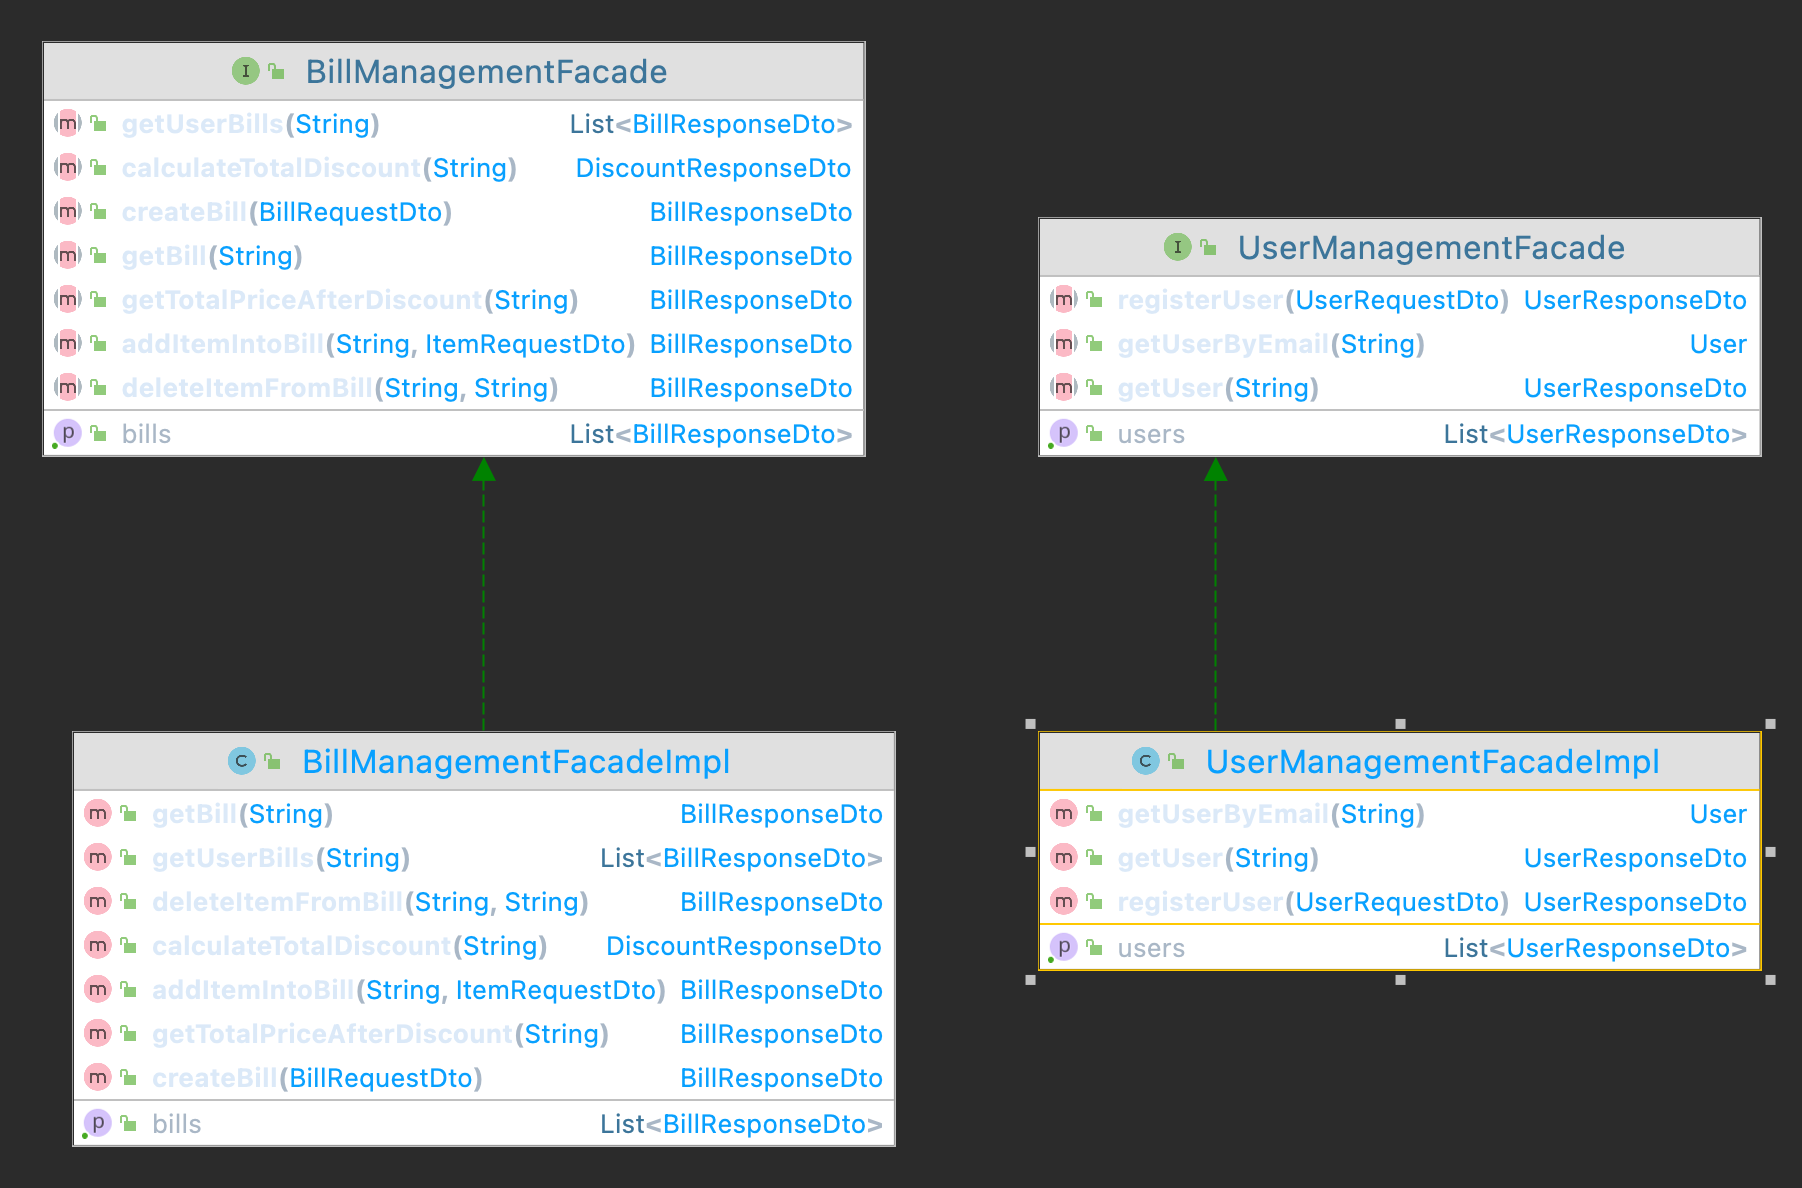 I BillManagementFacade
m getUserBills(String) List<BillResponseDto>
m calculateTotalDiscount(String) DiscountResponseDto
m createBill(BillRequestDto) BillResponseDto
m getBill(String) BillResponseDto
m getTotalPriceAfterDiscount(String) BillResponseDto
m addItemIntoBill(String, ItemRequestDto) BillResponseDto
m deleteItemFromBill(String, String) BillResponseDto
p bills List<BillResponseDto>
I UserManagementFacade
m registerUser(UserRequestDto) UserResponseDto
m getUserByEmail(String) User
m getUser(String) UserResponseDto
p users List<UserResponseDto>
C BillManagementFacadeImpl
m getBill(String) BillResponseDto
m getUserBills(String) List<BillResponseDto>
m deleteItemFromBill(String, String) BillResponseDto
m calculateTotalDiscount(String) DiscountResponseDto
m addItemIntoBill(String, ItemRequestDto) BillResponseDto
m getTotalPriceAfterDiscount(String) BillResponseDto
m createBill(BillRequestDto) BillResponseDto
p bills List<BillResponseDto>
C UserManagementFacadeImpl
m getUserByEmail(String) User
m getUser(String) UserResponseDto
m registerUser(UserRequestDto) UserResponseDto
p users List<UserResponseDto>